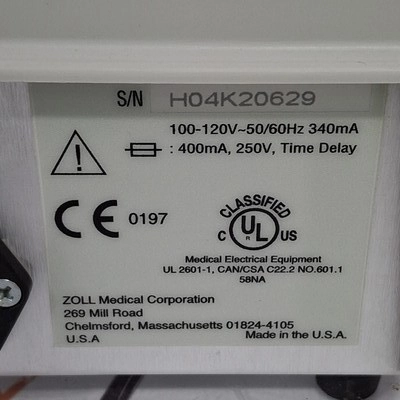 S/N H04K20629
100-120V~50/60Hz 340mA
: 400mA, 250V, Time Delay
CE 0197
CLASSIFIED
C UL US
Medical Electrical Equipment
UL 2601-1, CAN/CSA C22.2 NO.601.1
58NA
ZOLL Medical Corporation
269 Mill Road
Chelmsford, Massachusetts 01824-4105
U.S.A Made in the U.S.A.